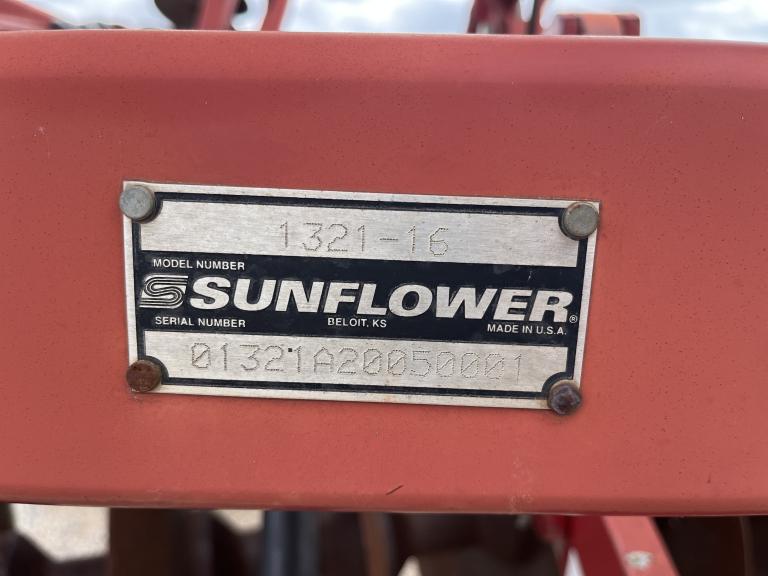 1321-16
MODEL NUMBER
SUNFLOWER®
SERIAL NUMBER BELOIT, KS MADE IN U.S.A.
01321A20050001